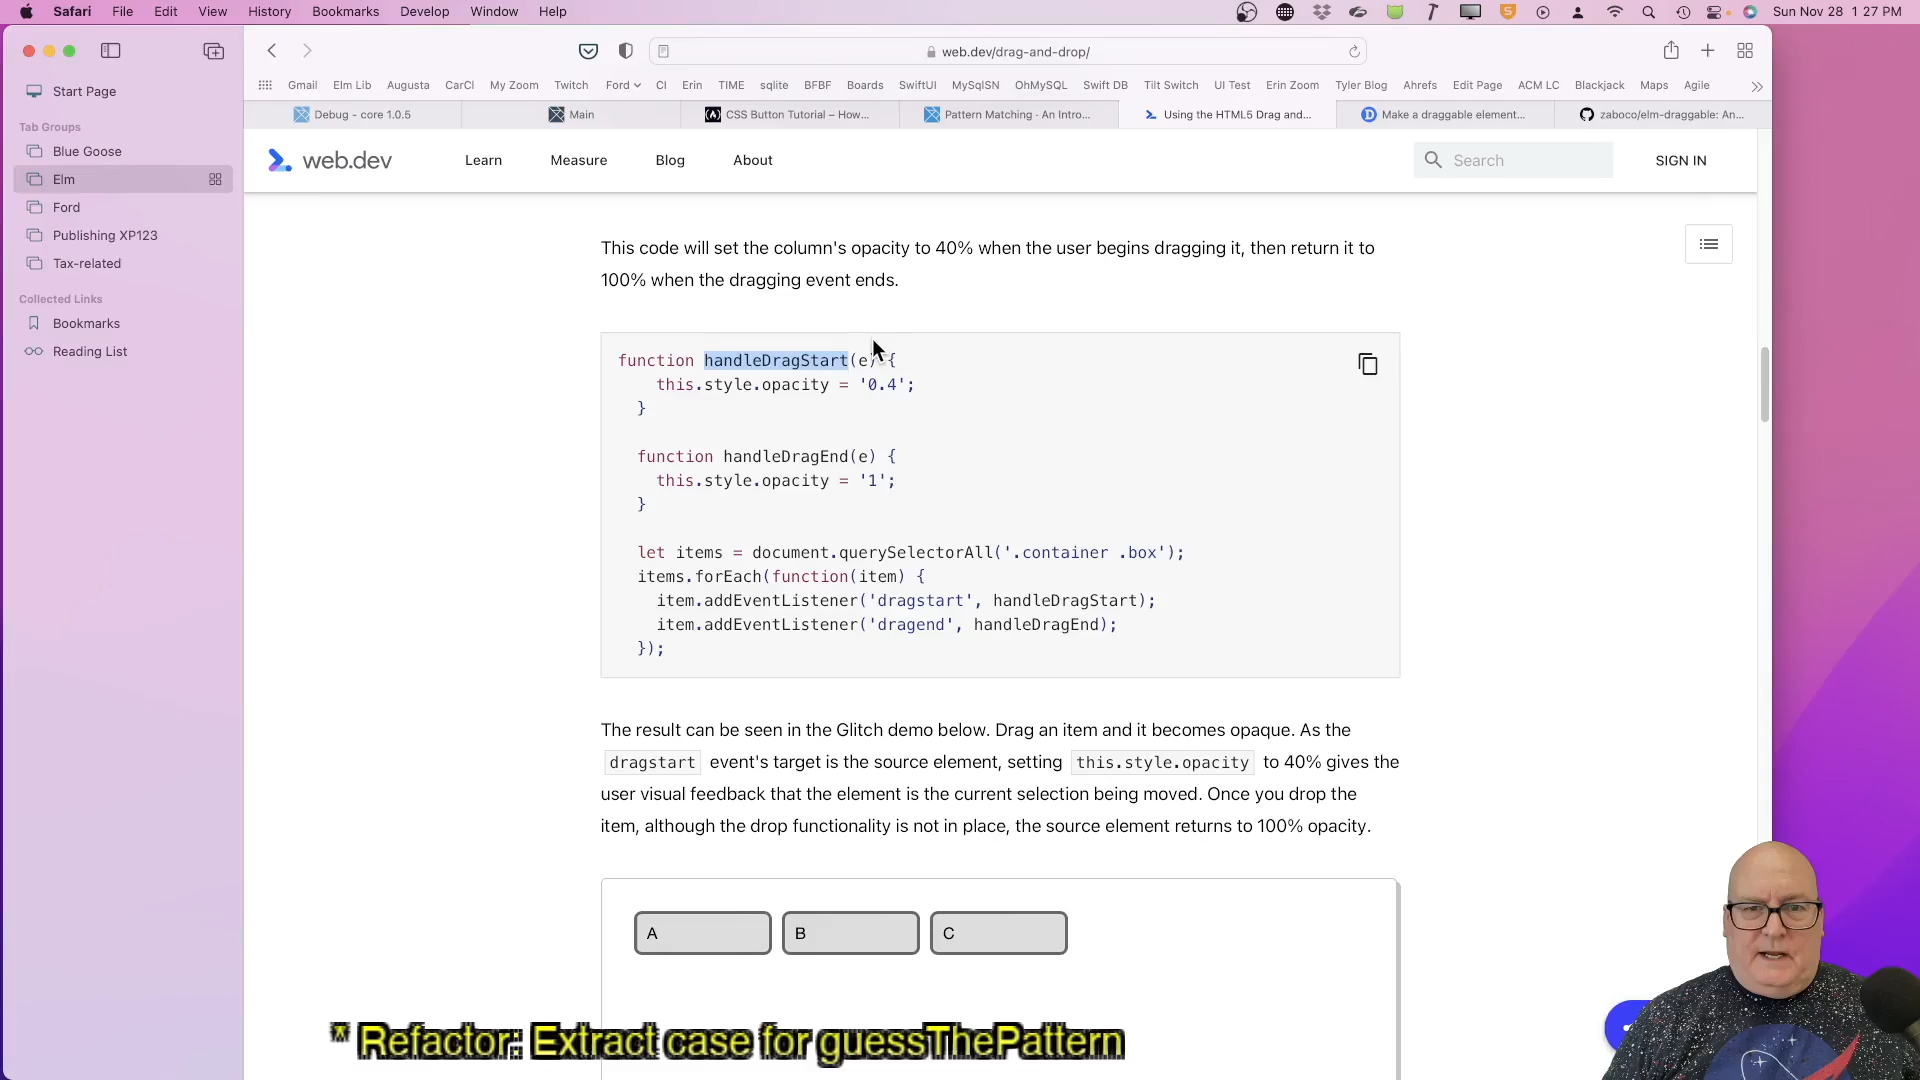 Safari File Edit View History Bookmarks Develop Window Help
Sun Nov 28 1 27 PM
web.dev/drag-and-drop/
Gmail Elm Lib Augusta CarCl My Zoom Twitch Ford CI Erin TIME sqlite BFBF Boards SwiftUI MySqlSN OhMySQL Swift DB Tilt Switch UI Test Erin Zoom Tyler Blog Ahrefs Edit Page ACM LC Blackjack Maps Agile
Debug - core 1.0.5
Main
CSS Button Tutorial – How...
Pattern Matching - An Intro...
Using the HTML5 Drag and...
Make a draggable element...
zaboco/elm-draggable: An...
Start Page
Tab Groups
Blue Goose
Elm
Ford
Publishing XP123
Tax-related
Collected Links
Bookmarks
Reading List
web.dev
Learn Measure Blog About
Search
SIGN IN
This code will set the column's opacity to 40% when the user begins dragging it, then return it to
100% when the dragging event ends.
function handleDragStart(e) {
this.style.opacity = '0.4';
}
function handleDragEnd(e) {
this.style.opacity = '1';
}
let items = document.querySelectorAll('.container .box');
items.forEach(function(item) {
item.addEventListener('dragstart', handleDragStart);
item.addEventListener('dragend', handleDragEnd);
});
The result can be seen in the Glitch demo below. Drag an item and it becomes opaque. As the
dragstart event's target is the source element, setting this.style.opacity to 40% gives the
user visual feedback that the element is the current selection being moved. Once you drop the
item, although the drop functionality is not in place, the source element returns to 100% opacity.
A
B
C
* Refactor: Extract case for guessThePattern